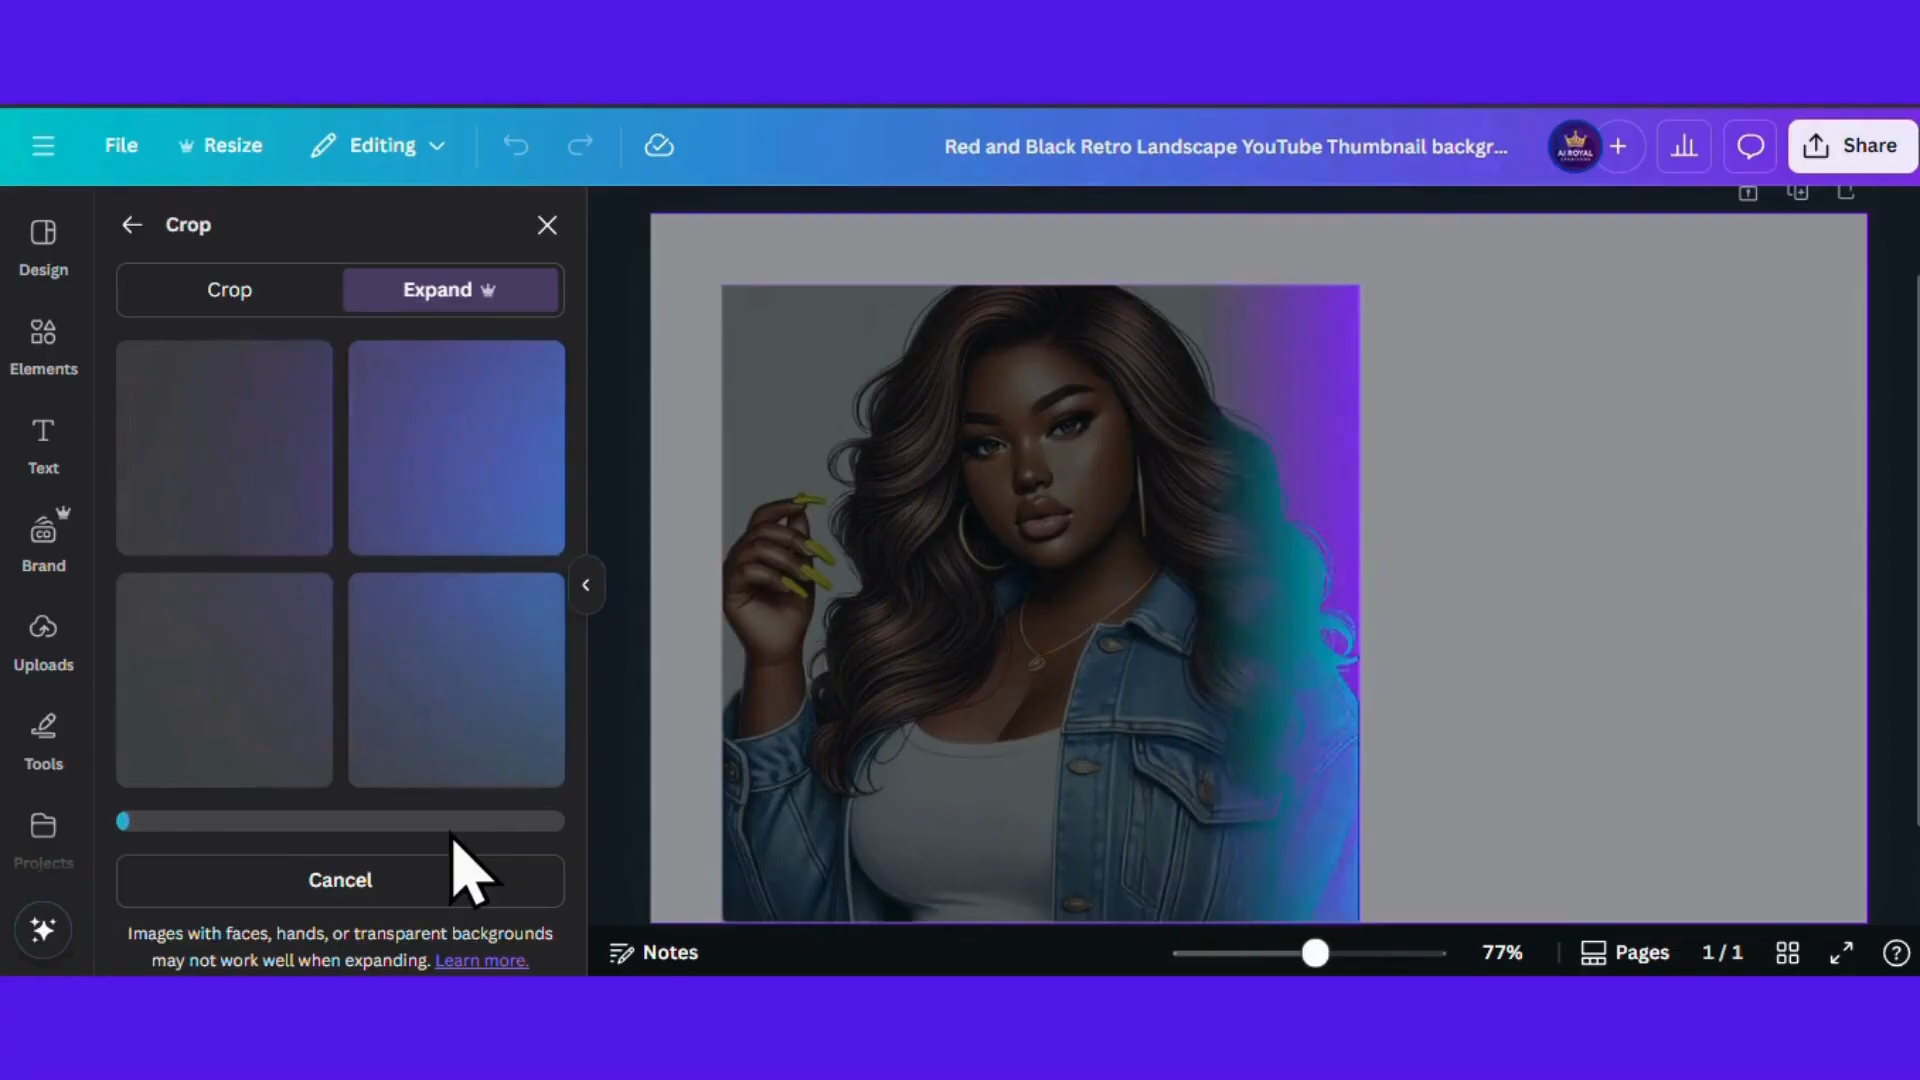 File
Resize
Editing
Red and Black Retro Landscape YouTube Thumbnail backgr...
AI ROYAL
Share
Design
Elements
Text
Brand
Uploads
Tools
Projects
Crop
Crop
Expand
Cancel
Images with faces, hands, or transparent backgrounds
may not work well when expanding. Learn more.
Notes
77%
Pages
1 / 1